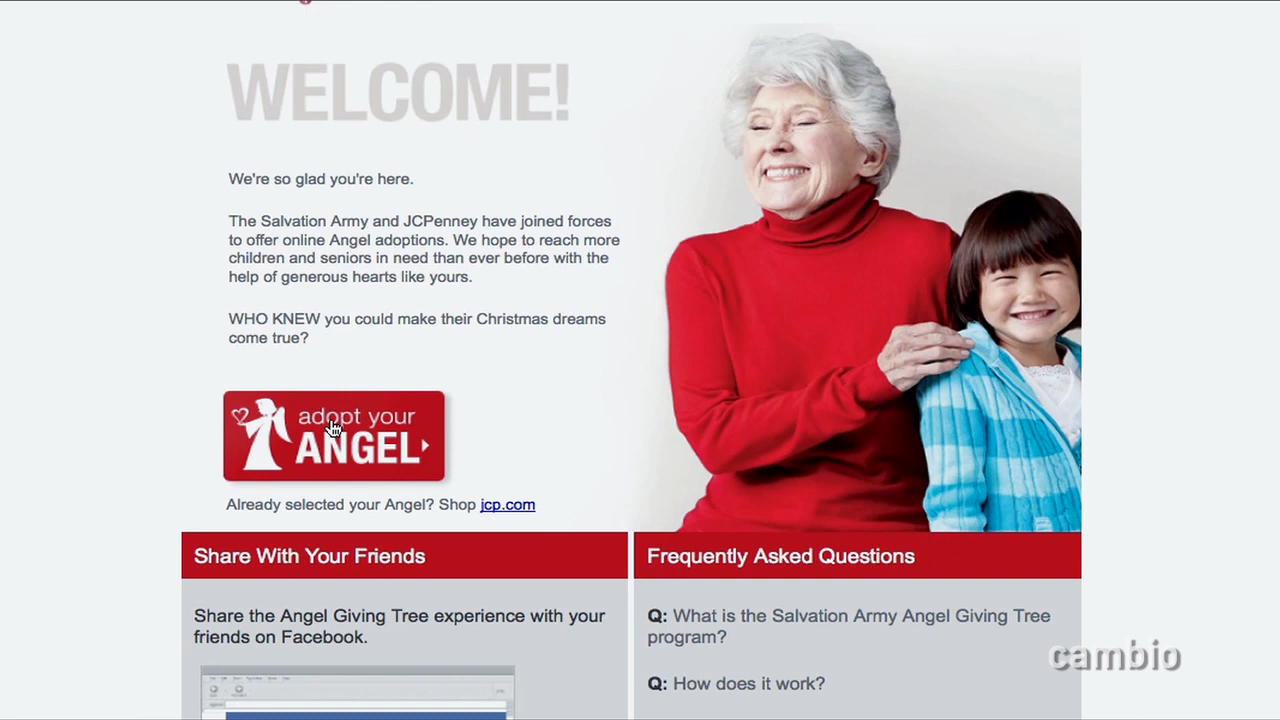 WELCOME!
We're so glad you're here.
The Salvation Army and JCPenney have joined forces
to offer online Angel adoptions. We hope to reach more
children and seniors in need than ever before with the
help of generous hearts like yours.
WHO KNEW you could make their Christmas dreams
come true?
adopt your
ANGEL
Already selected your Angel? Shop jcp.com
Share With Your Friends
Share the Angel Giving Tree experience with your
friends on Facebook.
Frequently Asked Questions
Q: What is the Salvation Army Angel Giving Tree
program?
Q: How does it work?
cambio